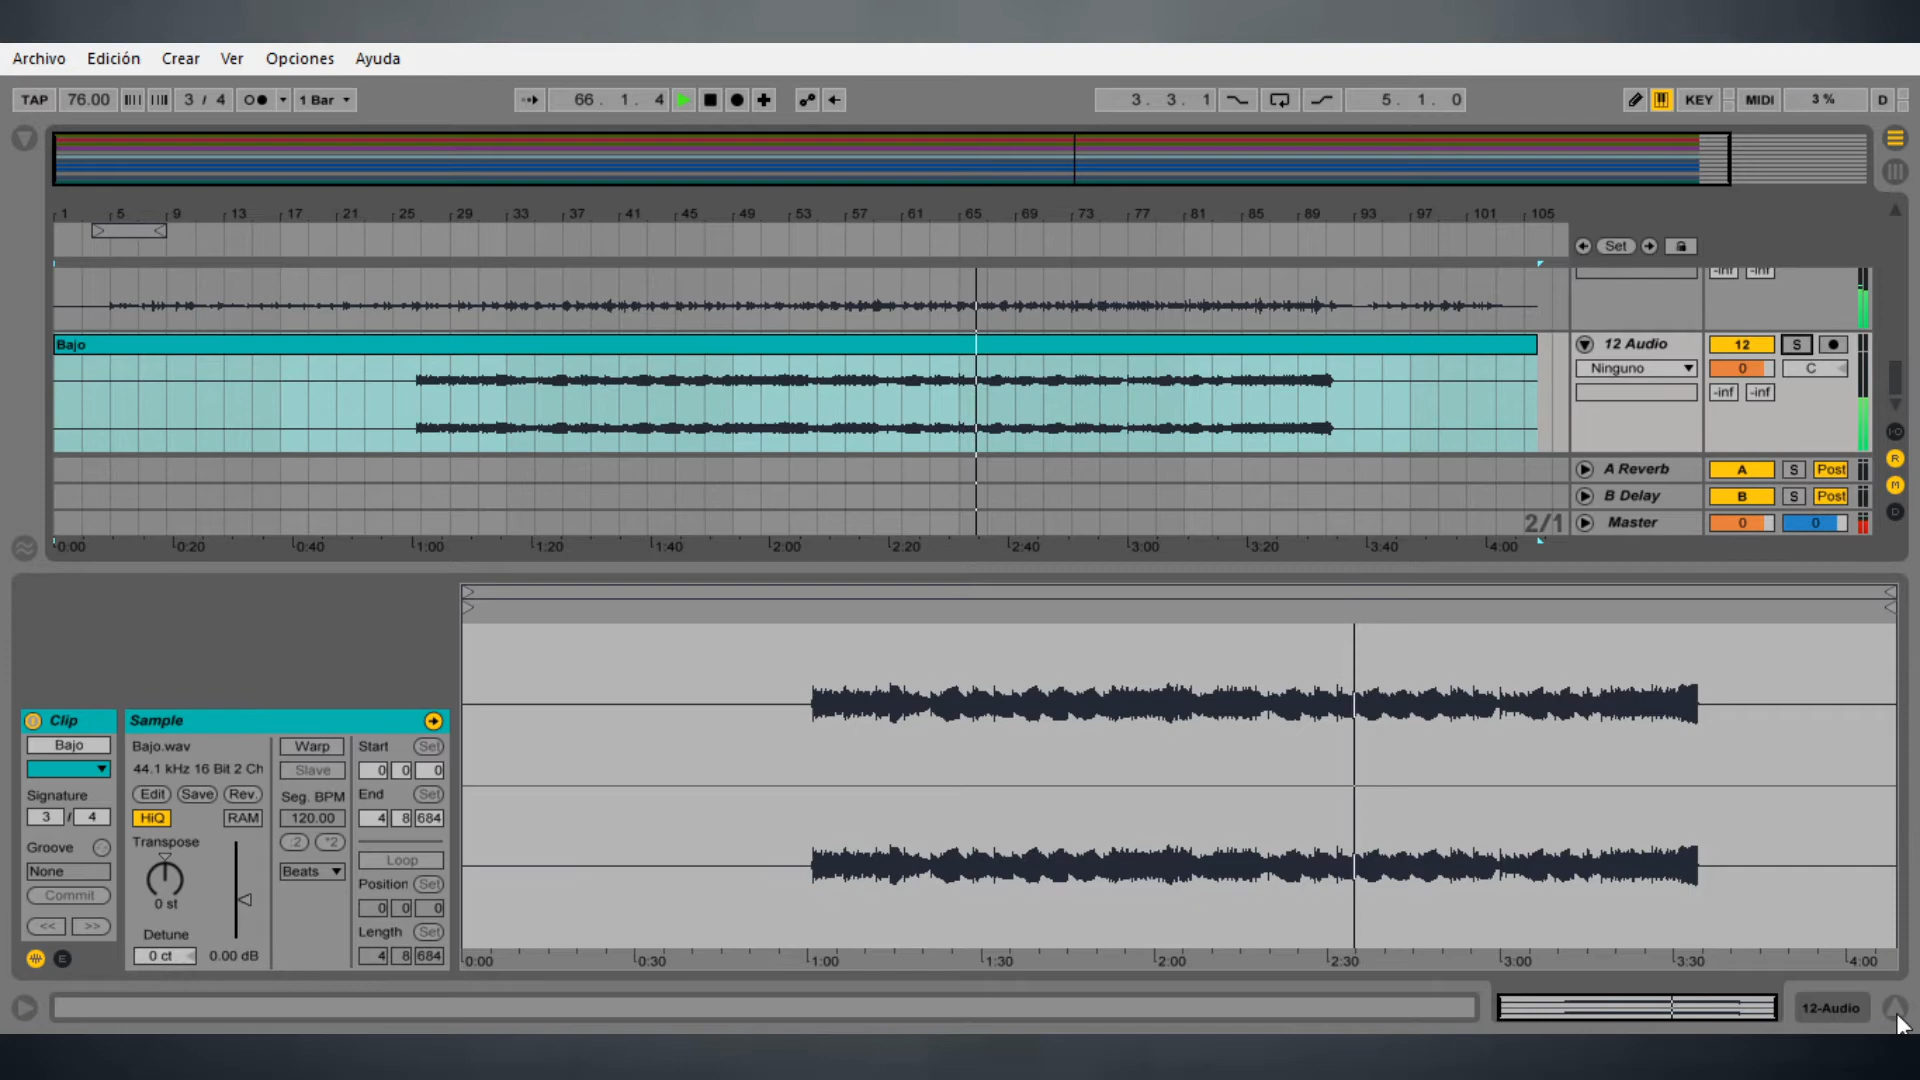 Archivo Edición Crear Ver Opciones Ayuda
TAP 76.00 3 / 4 1 Bar 66. 1. 4 3. 3. 1 5. 1. 0 KEY MIDI 3 % D
1 5 9 13 17 21 25 29 33 37 41 45 49 53 57 61 65 69 73 77 81 85 89 93 97 101 105
Set
-inf -inf
Bajo 12 Audio 12 S
Ninguno 0 C
-inf -inf
A Reverb A S Post
B Delay B S Post
2/1 Master 0 0
0:00 0:20 0:40 1:00 1:20 1:40 2:00 2:20 2:40 3:00 3:20 3:40 4:00
I·O
R
M
D
Clip Sample
Bajo Bajo.wav Warp Start Set
44.1 kHz 16 Bit 2 Ch Slave 0 0 0
Signature Edit Save Rev. Seg. BPM End Set
3 / 4 HiQ RAM 120.00 4 8 684
Groove Transpose :2 *2 Loop
None Beats Position Set
Commit 0 st 0 0 0
<< >> Detune Length Set
E 0 ct 0.00 dB 4 8 684
0:00 0:30 1:00 1:30 2:00 2:30 3:00 3:30 4:00
12-Audio